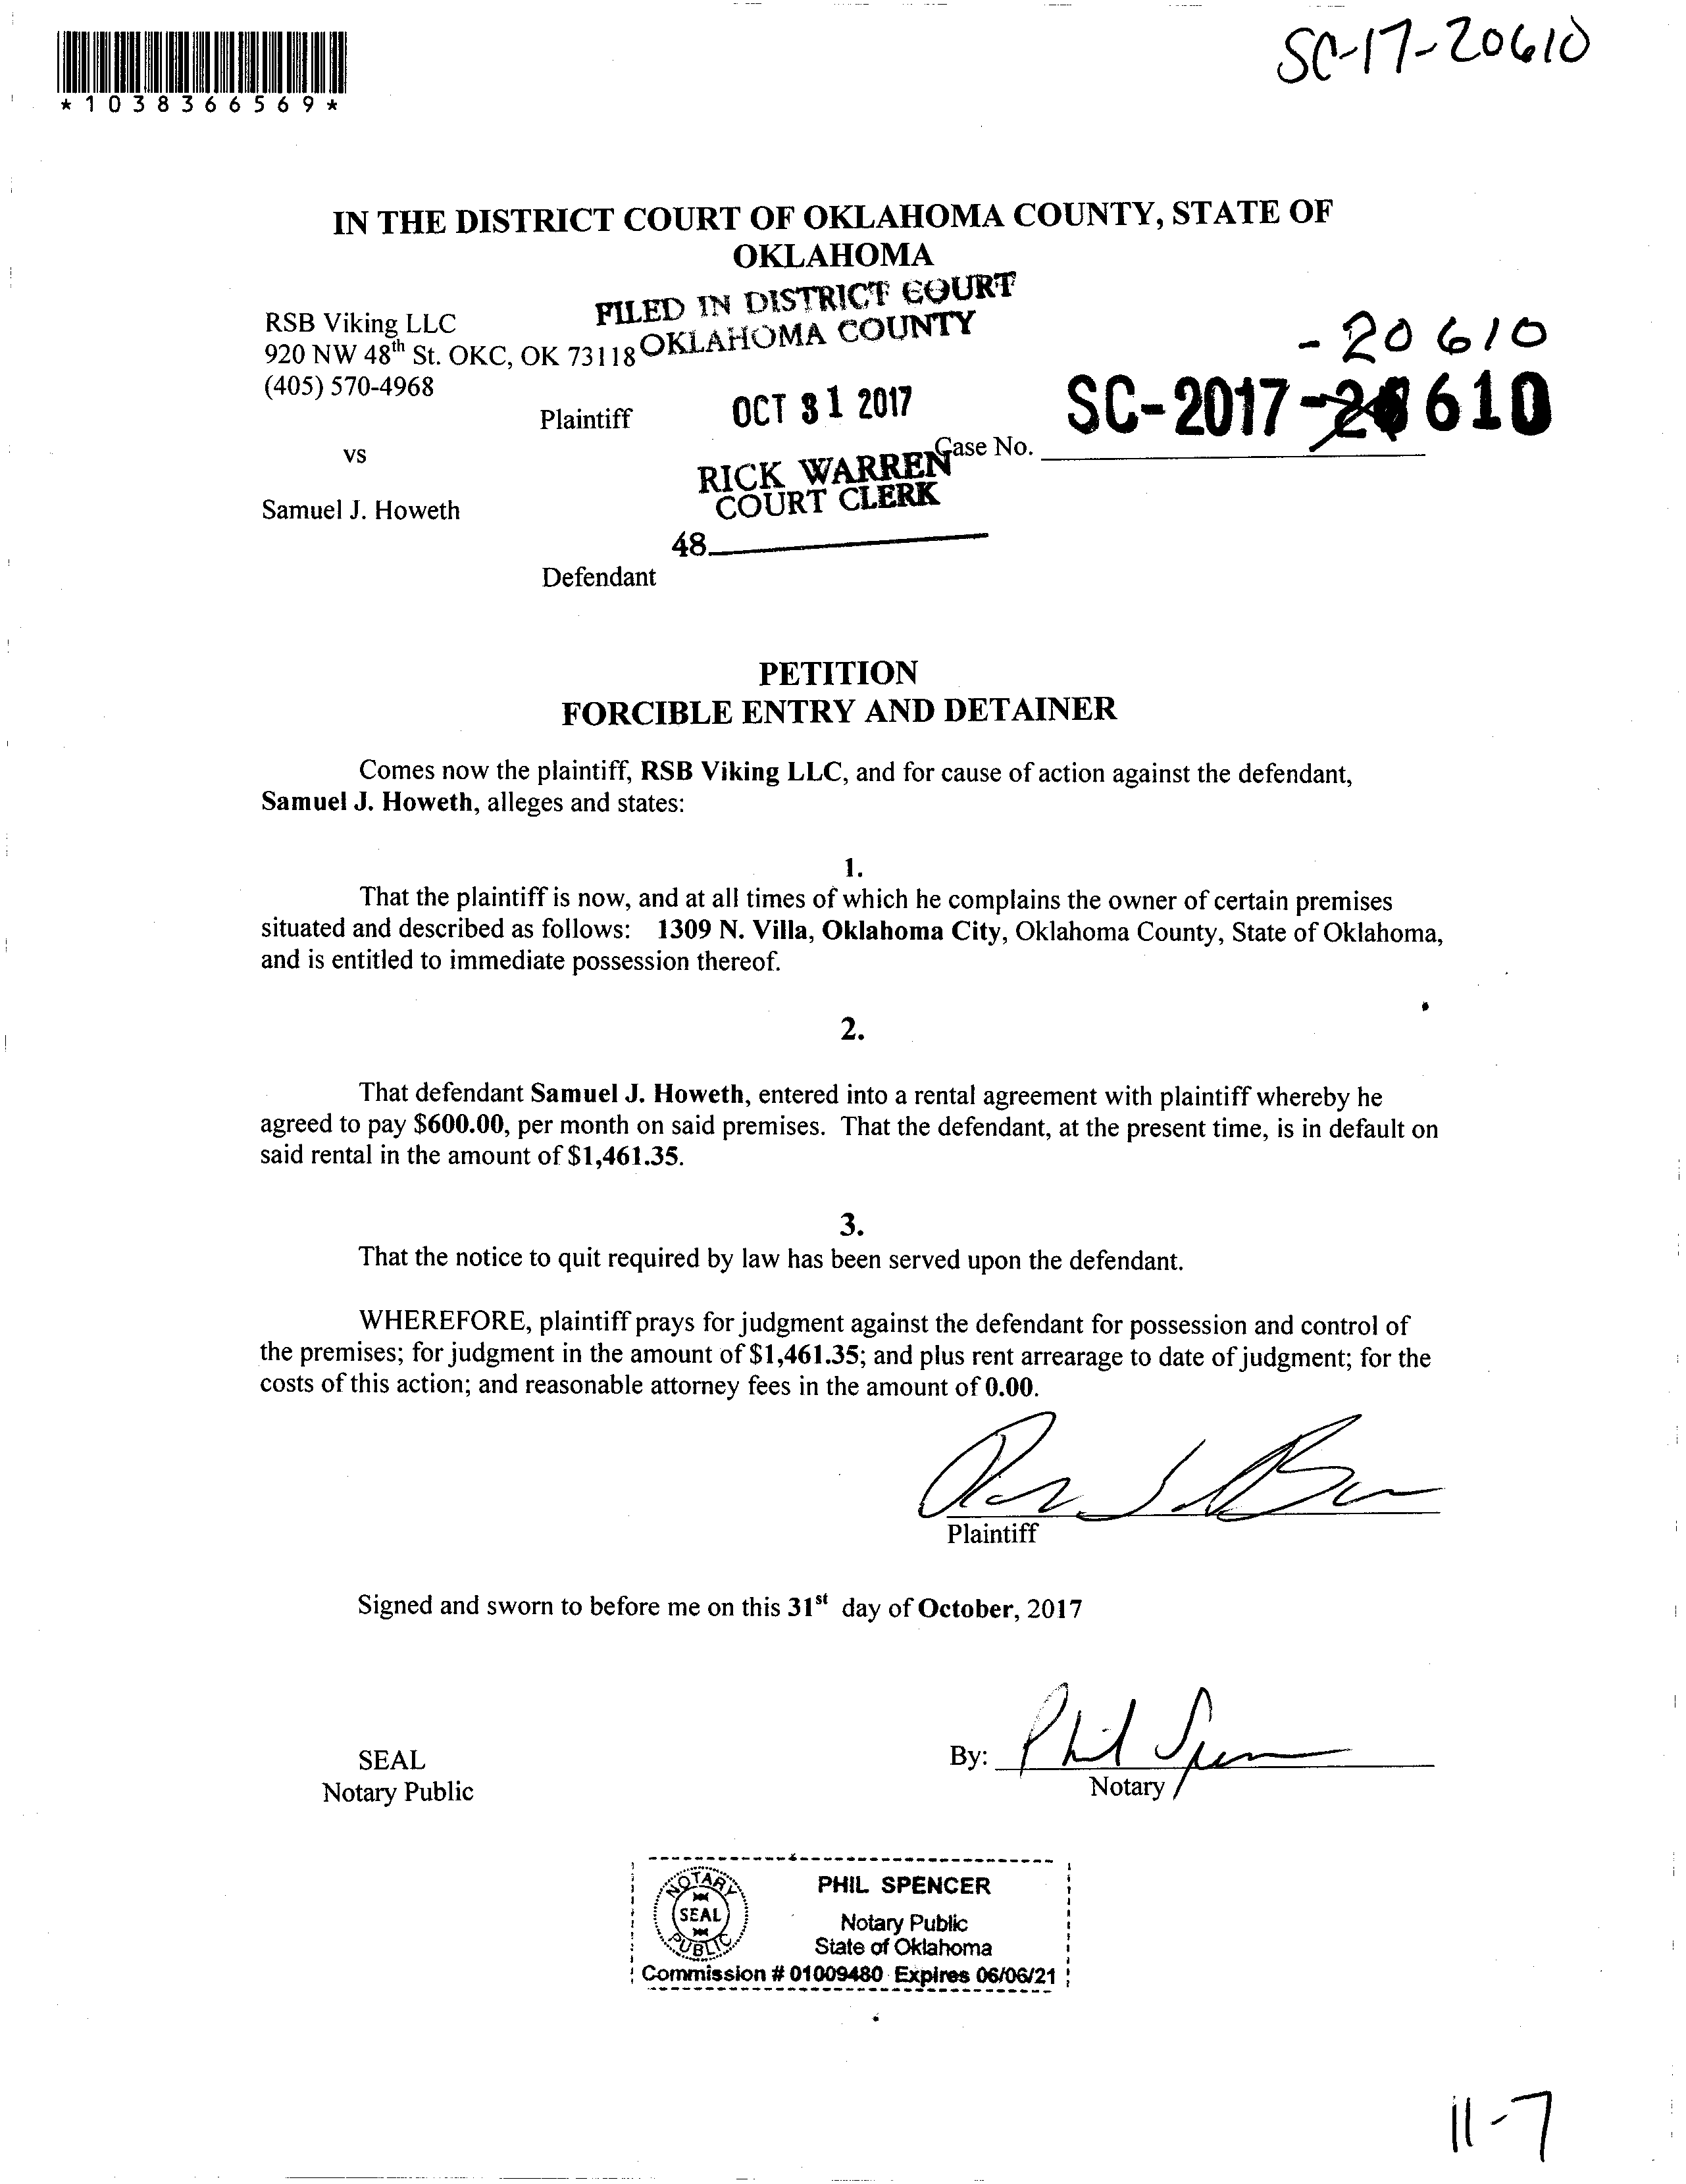 SC-17-20610
*1038366569*
IN THE DISTRICT COURT OF OKLAHOMA COUNTY, STATE OF
OKLAHOMA
FILED IN DISTRICT COURT
OKLAHOMA COUNTY
RSB Viking LLC
920 NW 48th St. OKC, OK 73118
(405) 570-4968
- 20610
Plaintiff
OCT 31 2017
SC-2017-20610
vs
Case No.
RICK WARREN
COURT CLERK
Samuel J. Howeth
48
Defendant
PETITION
FORCIBLE ENTRY AND DETAINER
Comes now the plaintiff, RSB Viking LLC, and for cause of action against the defendant,
Samuel J. Howeth, alleges and states:
1.
That the plaintiff is now, and at all times of which he complains the owner of certain premises
situated and described as follows: 1309 N. Villa, Oklahoma City, Oklahoma County, State of Oklahoma,
and is entitled to immediate possession thereof.
2.
That defendant Samuel J. Howeth, entered into a rental agreement with plaintiff whereby he
agreed to pay $600.00, per month on said premises. That the defendant, at the present time, is in default on
said rental in the amount of $1,461.35.
3.
That the notice to quit required by law has been served upon the defendant.
WHEREFORE, plaintiff prays for judgment against the defendant for possession and control of
the premises; for judgment in the amount of $1,461.35; and plus rent arrearage to date of judgment; for the
costs of this action; and reasonable attorney fees in the amount of 0.00.
Plaintiff
Signed and sworn to before me on this 31st day of October, 2017
SEAL
Notary Public
By: Phil Spencer
Notary
NOTARY
SEAL
PUBLIC
PHIL SPENCER
Notary Public
State of Oklahoma
Commission # 01009480 Expires 06/06/21
11-7